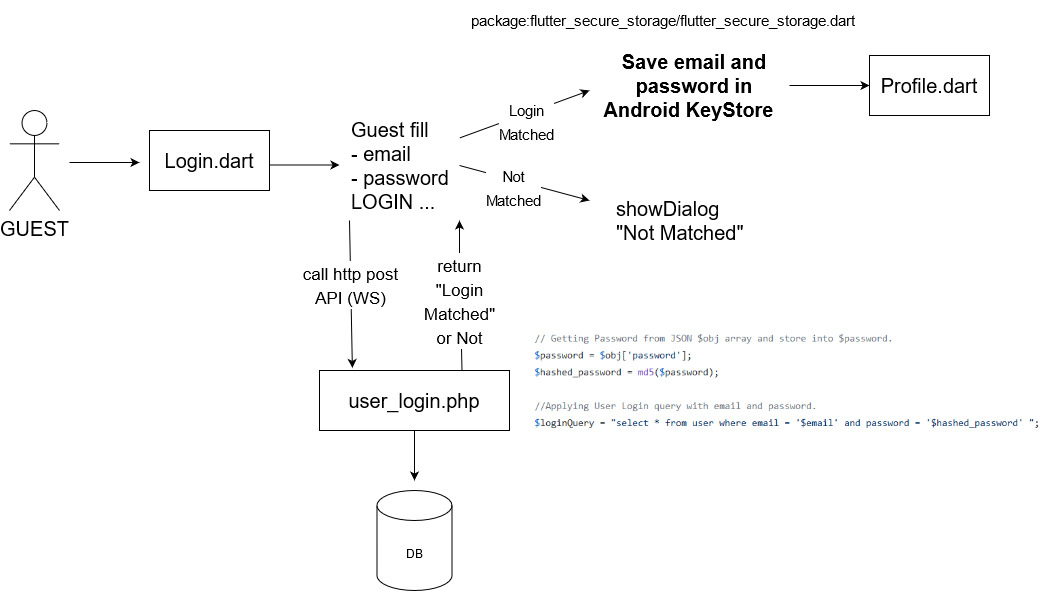 package:flutter_secure_storage/flutter_secure_storage.dart
Save email and
password in
Android KeyStore
Profile.dart
Login
Matched
Guest fill
- email
- password
LOGIN ...
Login.dart
GUEST
Not
Matched
showDialog
"Not Matched"
call http post
API (WS)
return
"Login
Matched"
or Not
// Getting Password from JSON $obj array and store into $password.
$password = $obj['password'];
$hashed_password = md5($password);
//Applying User Login query with email and password.
$loginQuery = "select * from user where email = '$email' and password = '$hashed_password' ";
user_login.php
DB